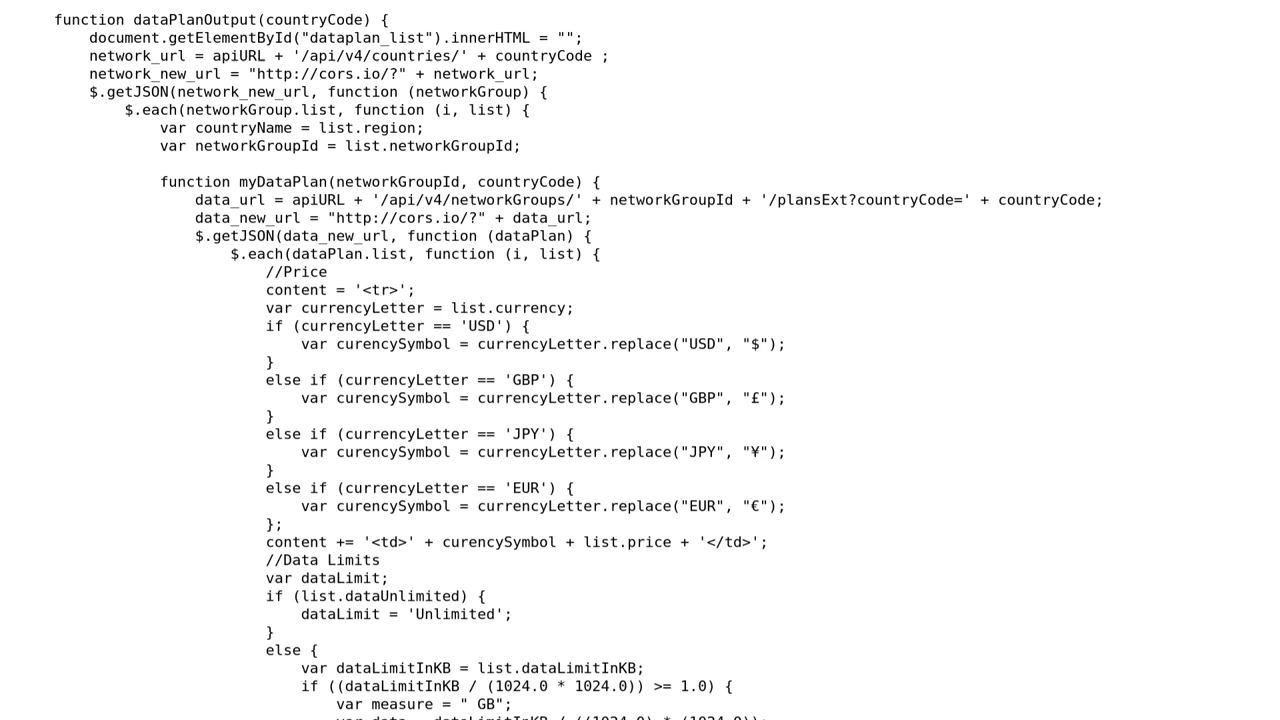 function dataPlanOutput(countryCode) {
document.getElementById("dataplan_list").innerHTML = "";
network_url = apiURL + '/api/v4/countries/' + countryCode ;
network_new_url = "http://cors.io/?" + network_url;
$.getJSON(network_new_url, function (networkGroup) {
$.each(networkGroup.list, function (i, list) {
var countryName = list.region;
var networkGroupId = list.networkGroupId;
function myDataPlan(networkGroupId, countryCode) {
data_url = apiURL + '/api/v4/networkGroups/' + networkGroupId + '/plansExt?countryCode=' + countryCode;
data_new_url = "http://cors.io/?" + data_url;
$.getJSON(data_new_url, function (dataPlan) {
$.each(dataPlan.list, function (i, list) {
//Price
content = '<tr>';
var currencyLetter = list.currency;
if (currencyLetter == 'USD') {
var curencySymbol = currencyLetter.replace("USD", "$");
}
else if (currencyLetter == 'GBP') {
var curencySymbol = currencyLetter.replace("GBP", "£");
}
else if (currencyLetter == 'JPY') {
var curencySymbol = currencyLetter.replace("JPY", "¥");
}
else if (currencyLetter == 'EUR') {
var curencySymbol = currencyLetter.replace("EUR", "€");
};
content += '<td>' + curencySymbol + list.price + '</td>';
//Data Limits
var dataLimit;
if (list.dataUnlimited) {
dataLimit = 'Unlimited';
}
else {
var dataLimitInKB = list.dataLimitInKB;
if ((dataLimitInKB / (1024.0 * 1024.0)) >= 1.0) {
var measure = " GB";